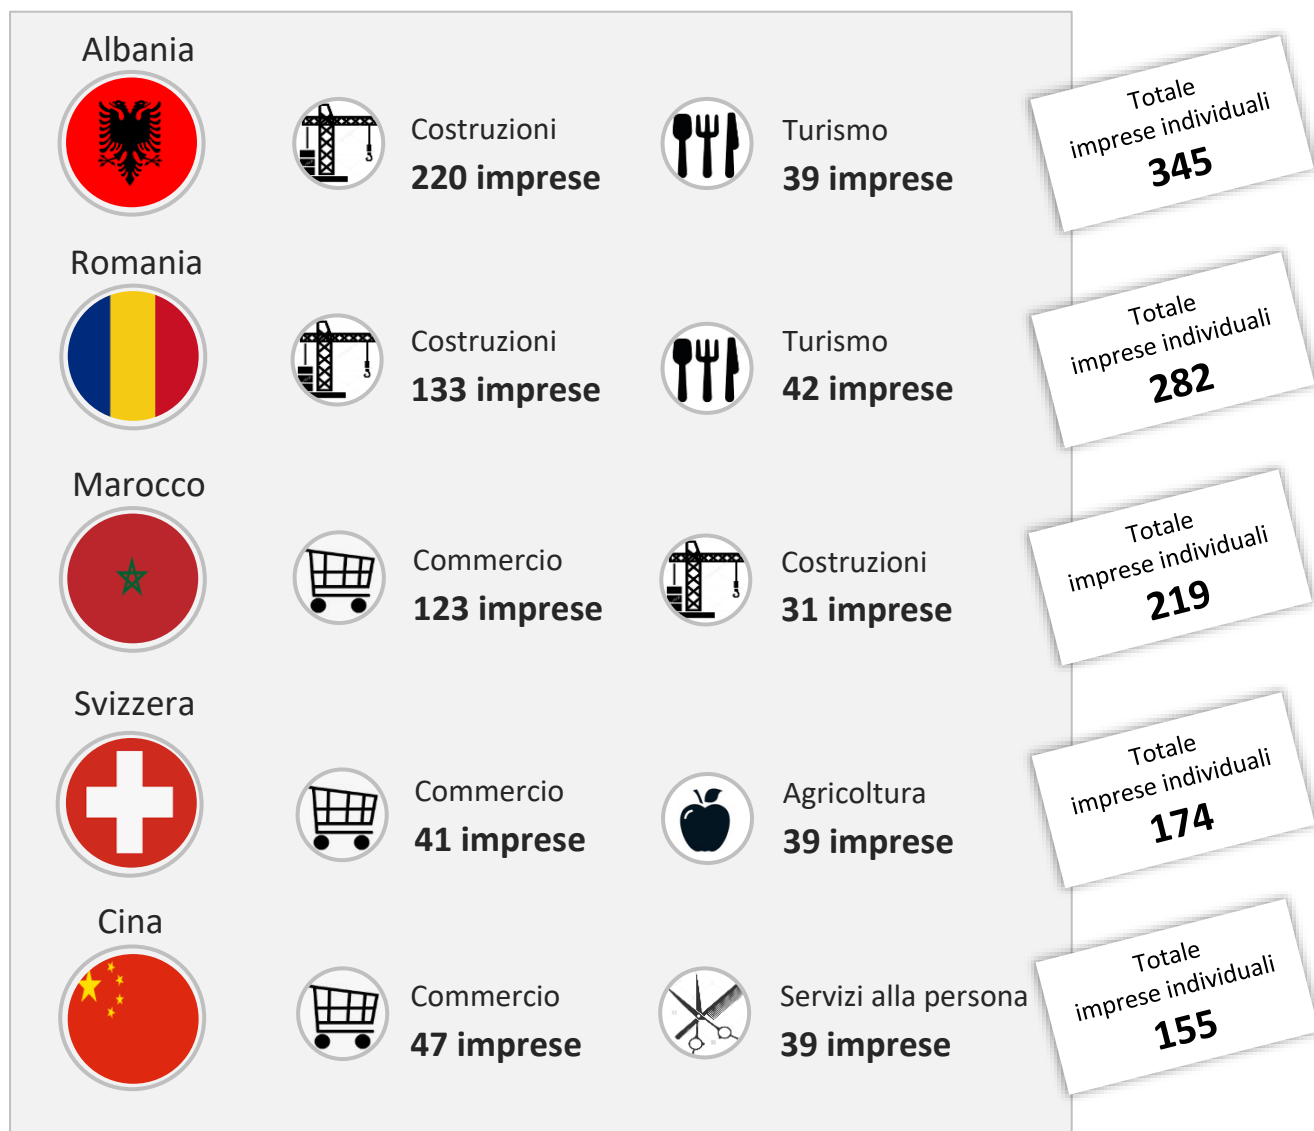 Albania
Costruzioni
220 imprese
Turismo
39 imprese
Totale
imprese individuali
345
Romania
Costruzioni
133 imprese
Turismo
42 imprese
Totale
imprese individuali
282
Marocco
Commercio
123 imprese
Costruzioni
31 imprese
Totale
imprese individuali
219
Svizzera
Commercio
41 imprese
Agricoltura
39 imprese
Totale
imprese individuali
174
Cina
Commercio
47 imprese
Servizi alla persona
39 imprese
Totale
imprese individuali
155